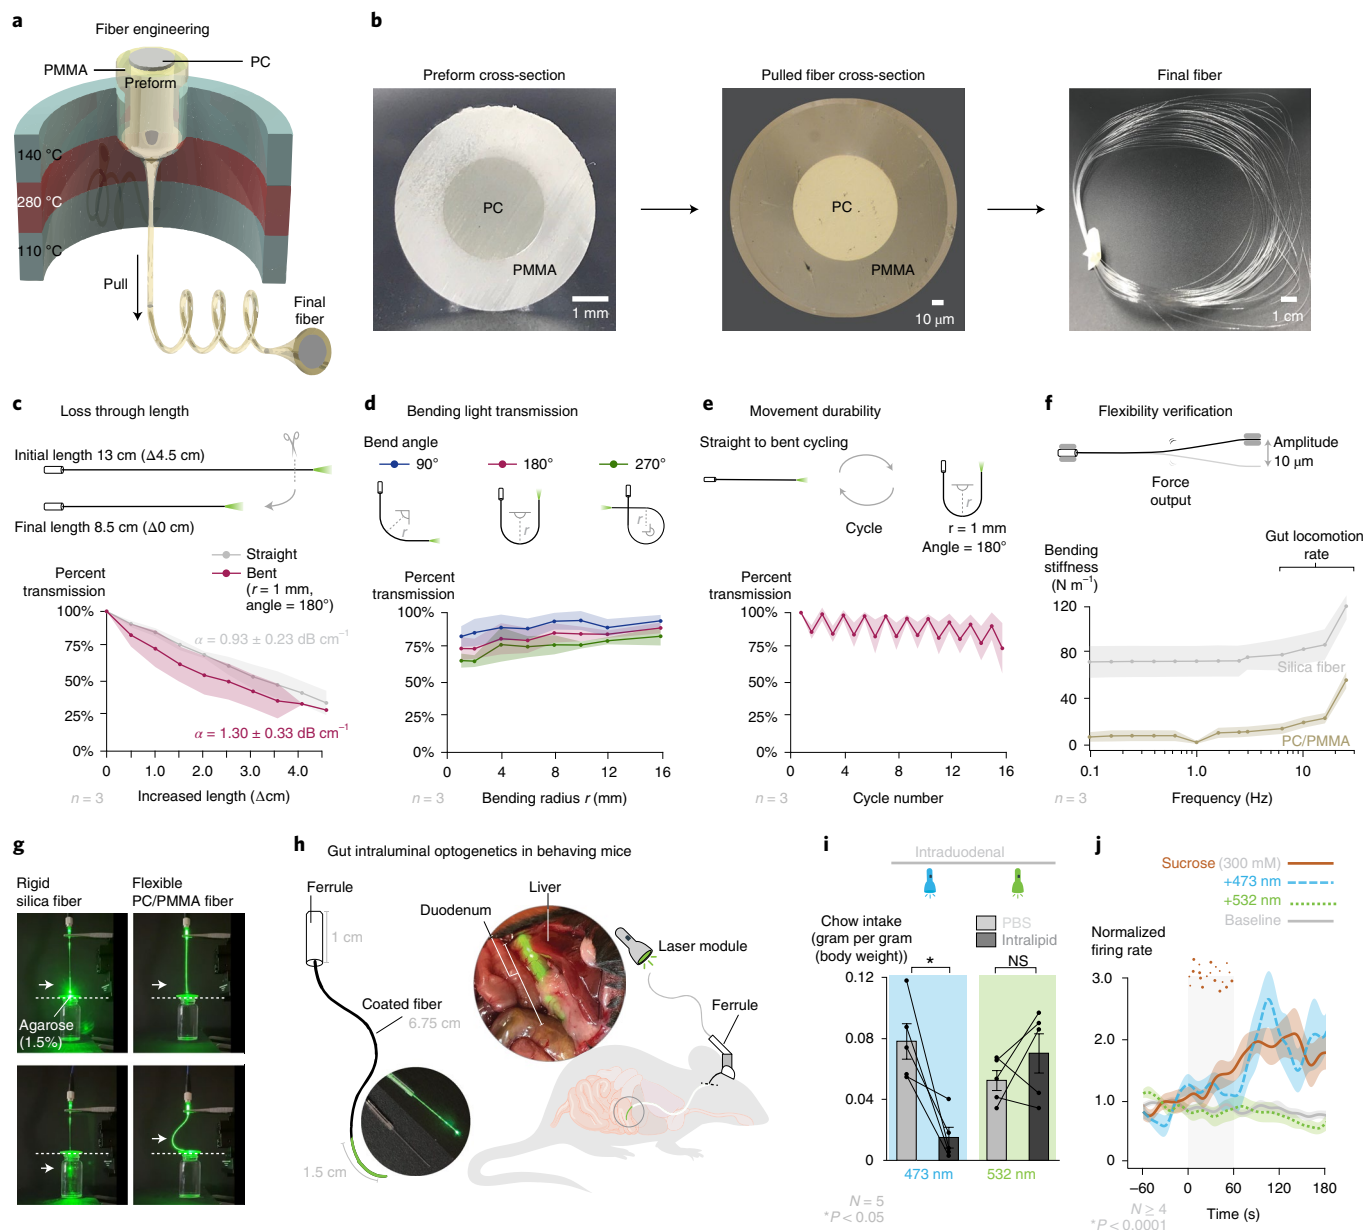 a
Fiber engineering
PC
PMMA
Preform
140 °C
280 °C
110 °C
Pull
Final
fiber
b
Preform cross-section
PC
PMMA
1 mm
Pulled fiber cross-section
PC
PMMA
10 μm
Final fiber
1 cm
c
Loss through length
Initial length 13 cm (Δ4.5 cm)
Final length 8.5 cm (Δ0 cm)
Straight
Bent
(r = 1 mm,
angle = 180°)
Percent
transmission
100%
75%
50%
25%
0%
α = 0.93 ± 0.23 dB cm⁻¹
α = 1.30 ± 0.33 dB cm⁻¹
0 1.0 2.0 3.0 4.0
n = 3
Increased length (Δcm)
d
Bending light transmission
Bend angle
90° 180° 270°
r r r
Percent
transmission
100%
75%
50%
25%
0%
0 4 8 12 16
n = 3
Bending radius r (mm)
e
Movement durability
Straight to bent cycling
Cycle
r
r = 1 mm
Angle = 180°
Percent
transmission
100%
75%
50%
25%
0%
0 4 8 12 16
n = 3
Cycle number
f
Flexibility verification
Amplitude
10 μm
Force
output
Gut locomotion
rate
Bending
stiffness
(N m⁻¹)
120
80
40
0
Silica fiber
PC/PMMA
0.1 1.0 10
n = 3
Frequency (Hz)
g
Rigid
silica fiber
Flexible
PC/PMMA fiber
Agarose
(1.5%)
h
Gut intraluminal optogenetics in behaving mice
Ferrule
1 cm
Coated fiber
6.75 cm
1.5 cm
Duodenum
Liver
Laser module
Ferrule
i
Intraduodenal
Chow intake
(gram per gram
(body weight))
PBS
Intralipid
0.12
0.08
0.04
0
*
NS
473 nm 532 nm
N = 5
*P < 0.05
j
Sucrose (300 mM)
+473 nm
+532 nm
Baseline
Normalized
firing rate
3.0
2.0
1.0
0
−60 0 60 120 180
N ≥ 4
*P < 0.0001
Time (s)